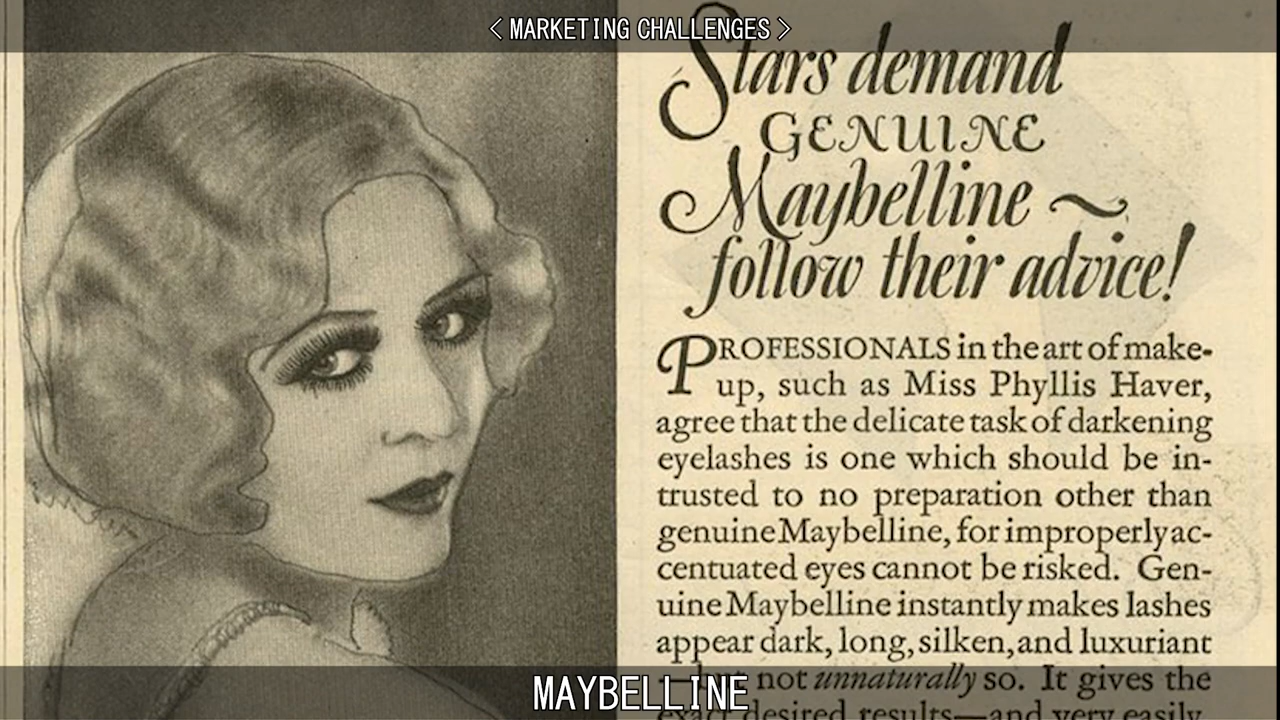 < MARKETING CHALLENGES >
Stars demand
GENUINE
Maybelline ~
follow their advice!
PROFESSIONALS in the art of make-
up, such as Miss Phyllis Haver,
agree that the delicate task of darkening
eyelashes is one which should be in-
trusted to no preparation other than
genuine Maybelline, for improperly ac-
centuated eyes cannot be risked. Gen-
uine Maybelline instantly makes lashes
appear dark, long, silken, and luxuriant
—but not unnaturally so. It gives the
exact desired results—and very easily.
MAYBELLINE